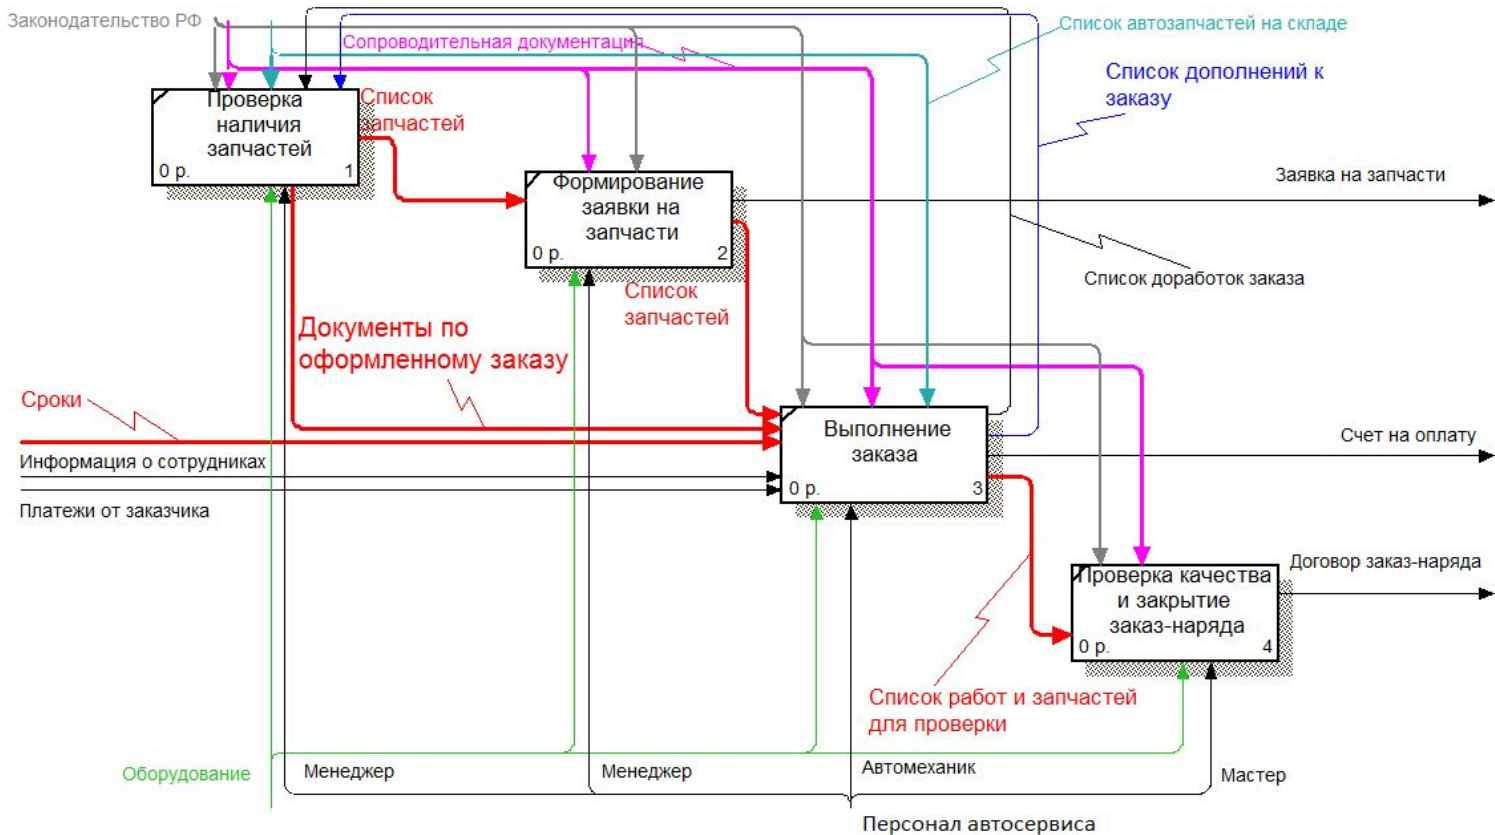 Законодательство РФ
Список автозапчастей на складе
Сопроводительная документация
Список дополнений к
заказу
Проверка
наличия
запчастей
0 р.
1
Список
запчастей
Заявка на запчасти
Формирование
заявки на
запчасти
0 р.
2
Список доработок заказа
Список
запчастей
Документы по
оформленному заказу
Сроки
Выполнение
заказа
0 р.
3
Счет на оплату
Информация о сотрудниках
Платежи от заказчика
Договор заказ-наряда
Проверка качества
и закрытие
заказ-наряда
0 р.
4
Список работ и запчастей
для проверки
Оборудование
Менеджер
Менеджер
Автомеханик
Мастер
Персонал автосервиса